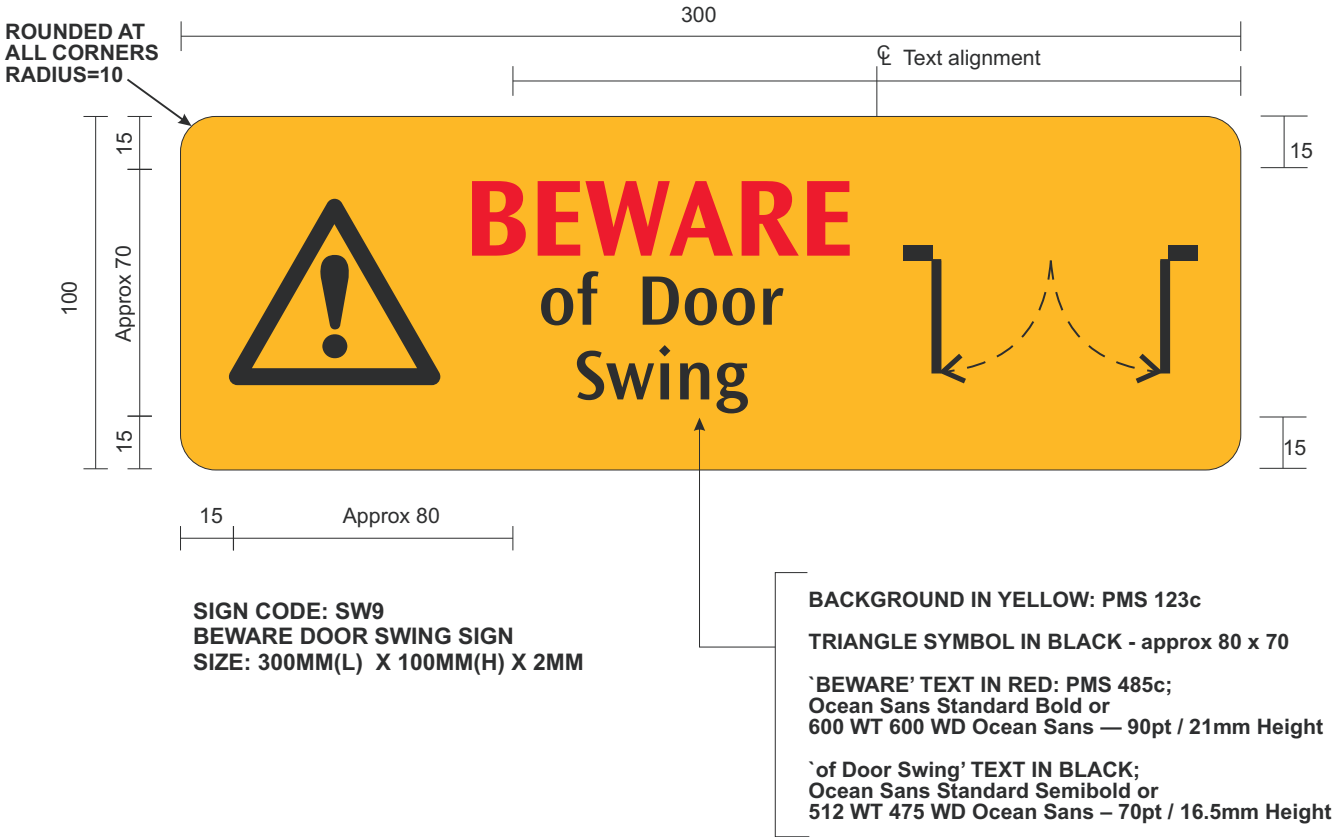 300
ROUNDED AT
ALL CORNERS
RADIUS=10
℄ Text alignment
15
Approx 70
15
100
15
15
BEWARE
of Door
Swing
15
Approx 80
SIGN CODE: SW9
BEWARE DOOR SWING SIGN
SIZE: 300MM(L) X 100MM(H) X 2MM
BACKGROUND IN YELLOW: PMS 123c
TRIANGLE SYMBOL IN BLACK - approx 80 x 70
`BEWARE' TEXT IN RED: PMS 485c;
Ocean Sans Standard Bold or
600 WT 600 WD Ocean Sans — 90pt / 21mm Height
`of Door Swing' TEXT IN BLACK;
Ocean Sans Standard Semibold or
512 WT 475 WD Ocean Sans – 70pt / 16.5mm Height